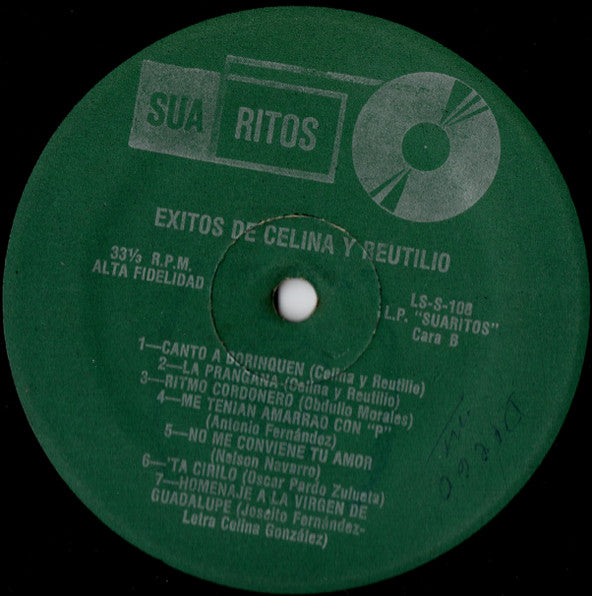 SUA RITOS
EXITOS DE CELINA Y REUTILIO
33⅓ R.P.M.
ALTA FIDELIDAD
LS-S-108
L.P. "SUARITOS"
Cara B
1—CANTO A BORINQUEN (Celina y Reutilio)
2—LA PRANGANA (Celina y Reutilio)
3—RITMO CORDONERO (Obdulio Morales)
4—ME TENIAN AMARRAO CON "P"
(Antonio Fernández)
5—NO ME CONVIENE TU AMOR
(Nelson Navarro)
6—'TA CIRILO (Oscar Pardo Zulueta)
7—HOMENAJE A LA VIRGEN DE
GUADALUPE (Joseíto Fernández-
Letra Celina González)